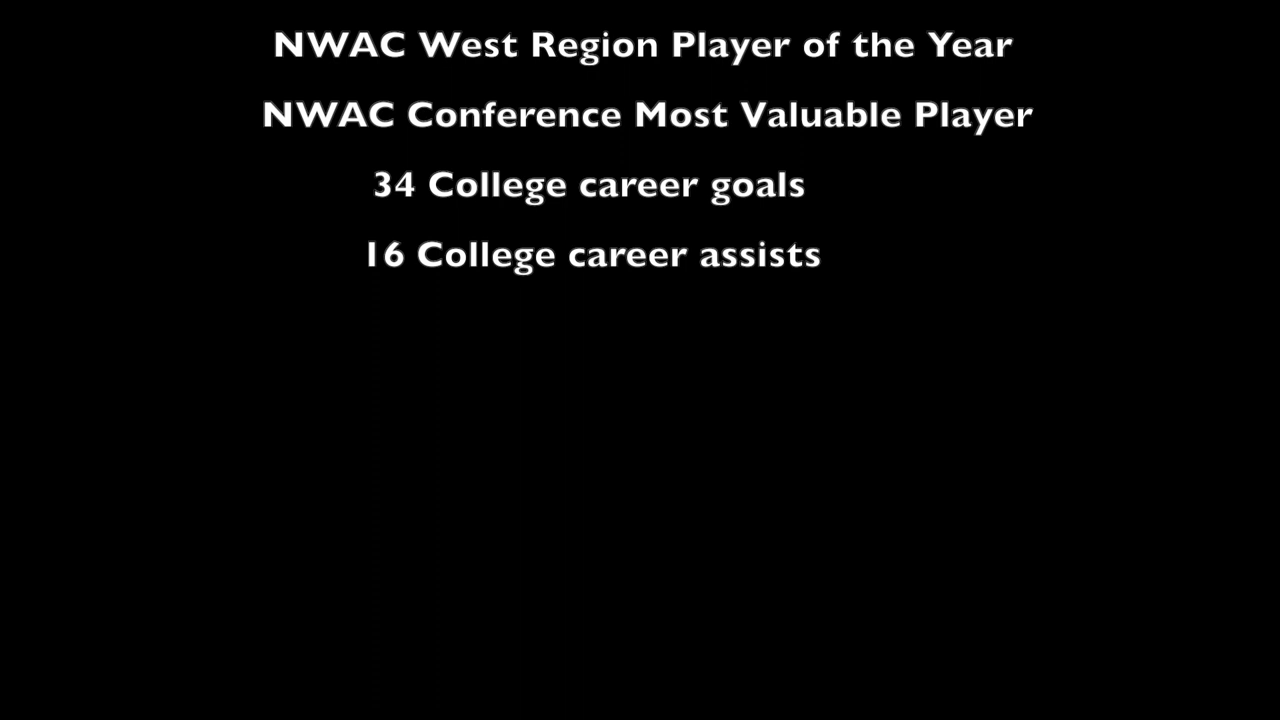 NWAC West Region Player of the Year
NWAC Conference Most Valuable Player
34 College career goals
16 College career assists